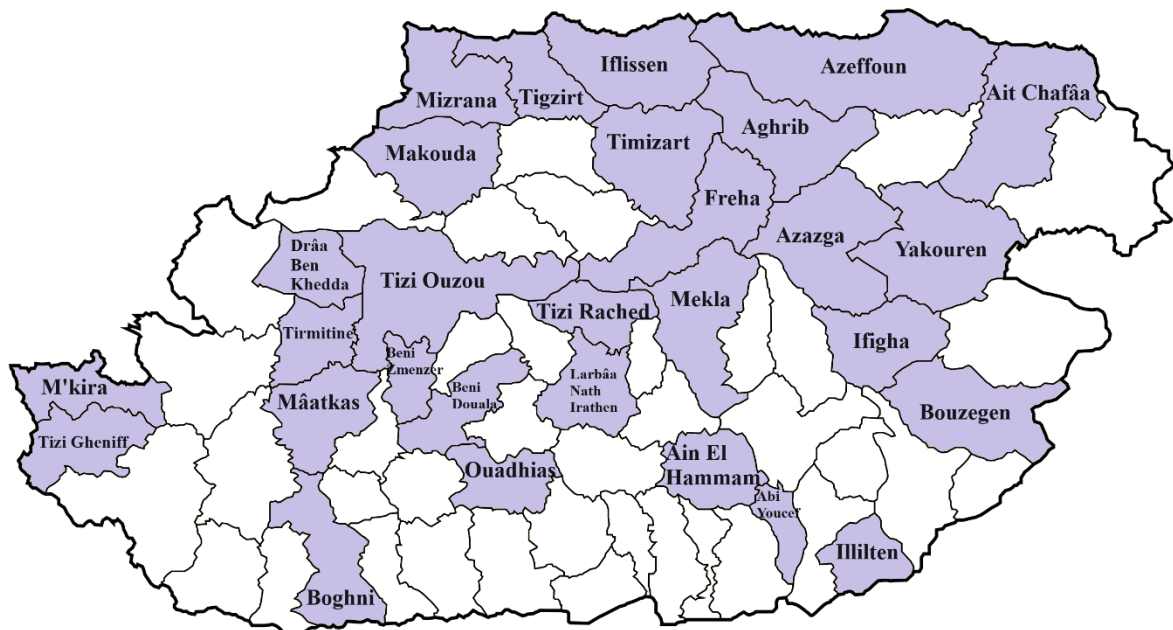 Iflissen
Azeffoun
Mizrana
Tigzirt
Ait Chafâa
Makouda
Timizart
Aghrib
Freha
Drâa
Ben
Khedda
Tizi Ouzou
Azazga
Yakouren
Tirmitine
Tizi Rached
Mekla
Ifigha
Beni
Zmenzer
M'kira
Mâatkas
Beni
Douala
Larbâa
Nath
Irathen
Bouzegen
Tizi Gheniff
Ouadhias
Ain El
Hammam
Abi
Youcef
Illilten
Boghni